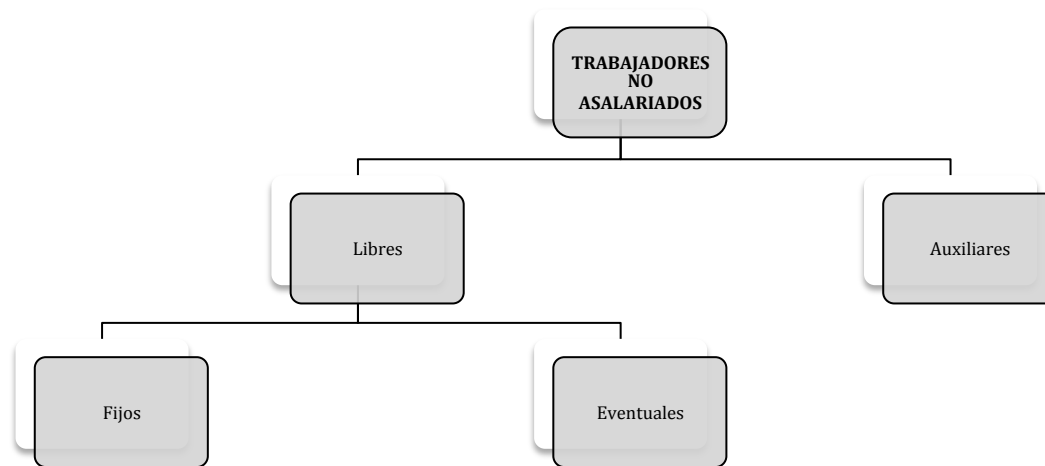 TRABAJADORES
NO
ASALARIADOS
Libres
Auxiliares
Fijos
Eventuales